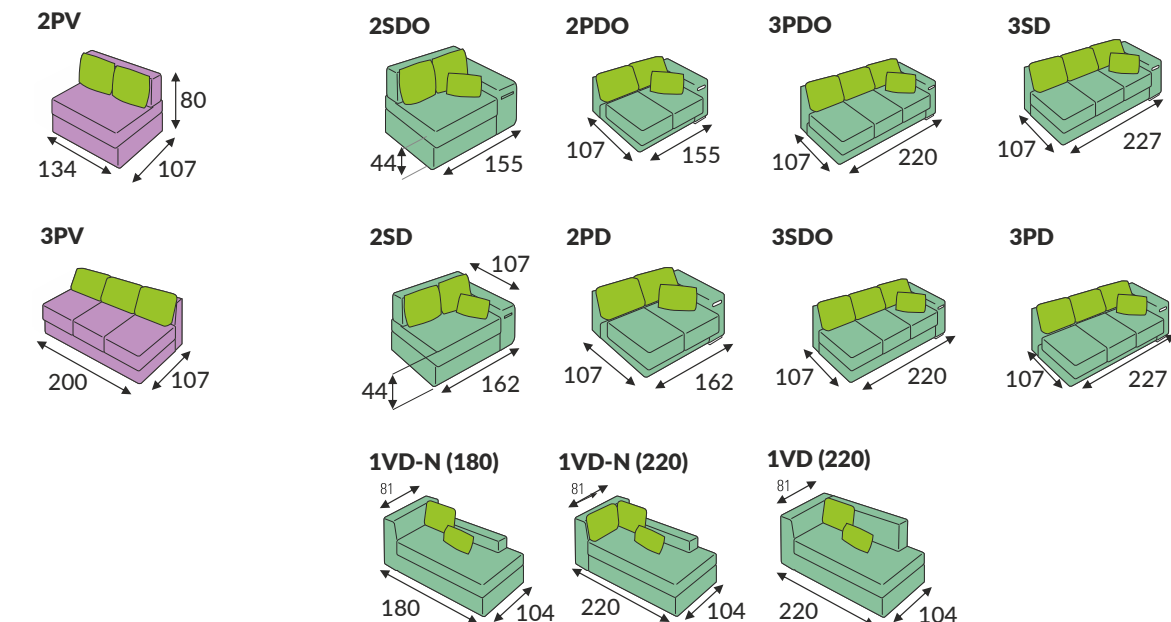 2PV
2SDO
2PDO
3PDO
3SD
80
134
107
44
155
107
155
107
220
107
227
3PV
2SD
2PD
3SDO
3PD
107
200
107
44
162
107
162
107
220
107
227
1VD-N (180)
1VD-N (220)
1VD (220)
81
81
81
180
104
220
104
220
104